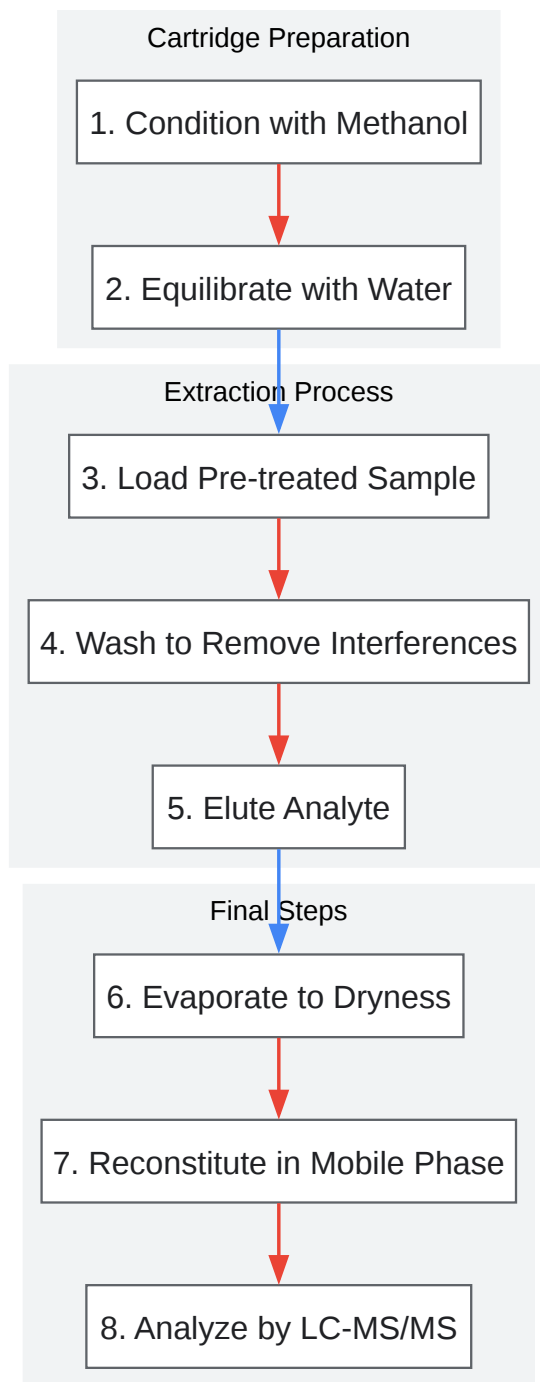 Cartridge Preparation
1. Condition with Methanol
2. Equilibrate with Water
Extraction Process
3. Load Pre-treated Sample
4. Wash to Remove Interferences
5. Elute Analyte
Final Steps
6. Evaporate to Dryness
7. Reconstitute in Mobile Phase
8. Analyze by LC-MS/MS